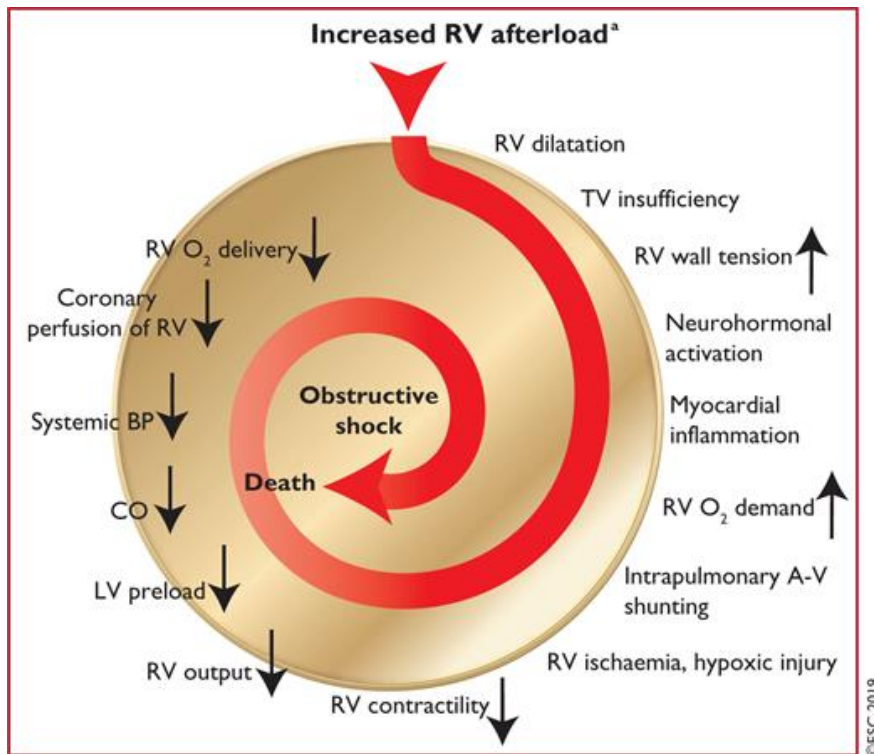 Increased RV afterloadᵃ
RV dilatation
TV insufficiency
RV wall tension
Neurohormonal
activation
Myocardial
inflammation
RV O₂ demand
Intrapulmonary A-V
shunting
RV ischaemia, hypoxic injury
RV contractility
RV output
LV preload
CO
Systemic BP
Coronary
perfusion of RV
RV O₂ delivery
Obstructive
shock
Death
©ESC 2019